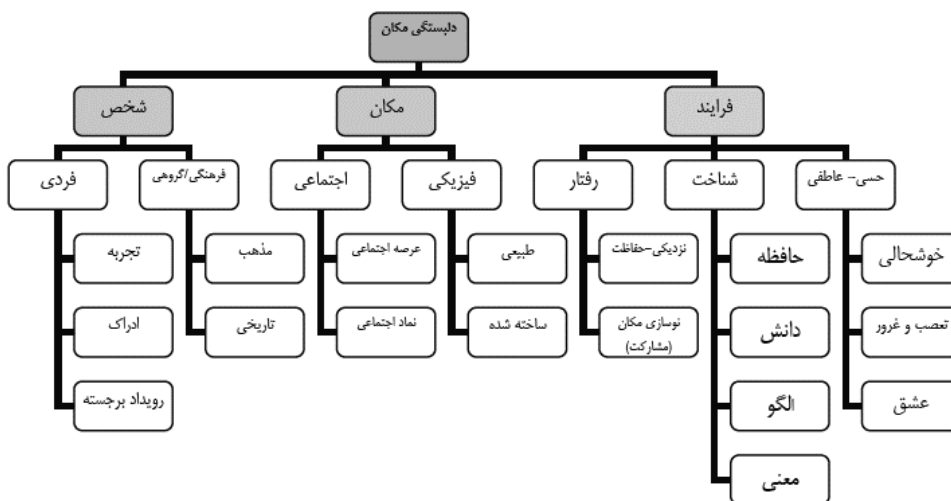 دلبستگی مکان
فرایند
مکان
شخص
حسی- عاطفی
شناخت
رفتار
فیزیکی
اجتماعی
فرهنگی/گروهی
فردی
خوشحالی
حافظه
نزدیکی-حفاظت
طبیعی
عرصه اجتماعی
مذهب
تجربه
تعصب و غرور
دانش
نوسازی مکان
(مشارکت)
ساخته شده
نماد اجتماعی
تاریخی
ادراک
عشق
الگو
رویداد برجسته
معنی